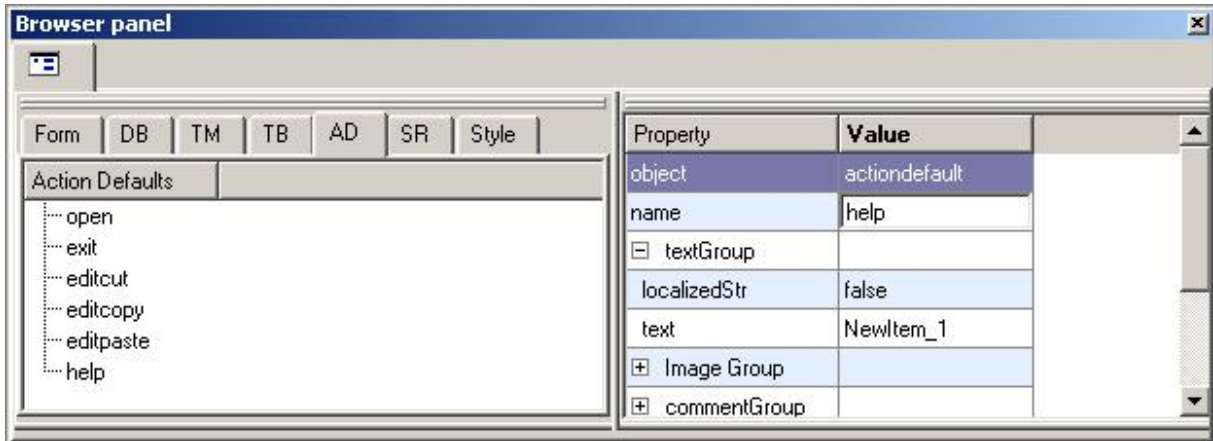 Browser panel
Form DB TM TB AD SR Style
Action Defaults
open
exit
editcut
editcopy
editpaste
help
Property Value
object actiondefault
name help
textGroup
localizedStr false
text NewItem_1
Image Group
commentGroup